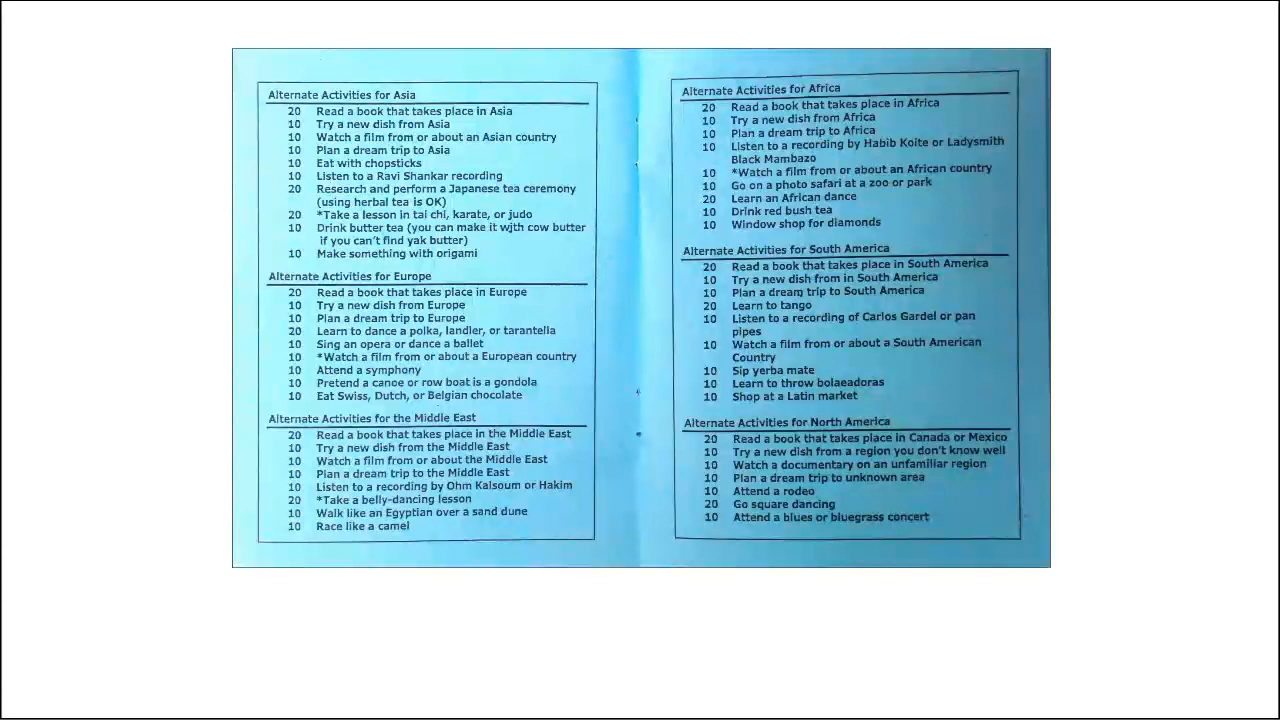 Alternate Activities for Asia
20 Read a book that takes place in Asia
10 Try a new dish from Asia
10 Watch a film from or about an Asian country
10 Plan a dream trip to Asia
10 Eat with chopsticks
10 Listen to a Ravi Shankar recording
20 Research and perform a Japanese tea ceremony
(using herbal tea is OK)
20 *Take a lesson in tai chi, karate, or judo
10 Drink butter tea (you can make it with cow butter
if you can't find yak butter)
10 Make something with origami
Alternate Activities for Europe
20 Read a book that takes place in Europe
10 Try a new dish from Europe
10 Plan a dream trip to Europe
20 Learn to dance a polka, landler, or tarantella
10 Sing an opera or dance a ballet
10 *Watch a film from or about a European country
10 Attend a symphony
10 Pretend a canoe or row boat is a gondola
10 Eat Swiss, Dutch, or Belgian chocolate
Alternate Activities for the Middle East
20 Read a book that takes place in the Middle East
10 Try a new dish from the Middle East
10 Watch a film from or about the Middle East
10 Plan a dream trip to the Middle East
10 Listen to a recording by Ohm Kalsoum or Hakim
20 *Take a belly-dancing lesson
10 Walk like an Egyptian over a sand dune
10 Race like a camel
Alternate Activities for Africa
20 Read a book that takes place in Africa
10 Try a new dish from Africa
10 Plan a dream trip to Africa
10 Listen to a recording by Habib Koite or Ladysmith
Black Mambazo
10 *Watch a film from or about an African country
10 Go on a photo safari at a zoo or park
20 Learn an African dance
10 Drink red bush tea
10 Window shop for diamonds
Alternate Activities for South America
20 Read a book that takes place in South America
10 Try a new dish from in South America
10 Plan a dream trip to South America
20 Learn to tango
10 Listen to a recording of Carlos Gardel or pan
pipes
10 Watch a film from or about a South American
Country
10 Sip yerba mate
10 Learn to throw bolaeadoras
10 Shop at a Latin market
Alternate Activities for North America
20 Read a book that takes place in Canada or Mexico
10 Try a new dish from a region you don't know well
10 Watch a documentary on an unfamiliar region
10 Plan a dream trip to unknown area
10 Attend a rodeo
20 Go square dancing
10 Attend a blues or bluegrass concert